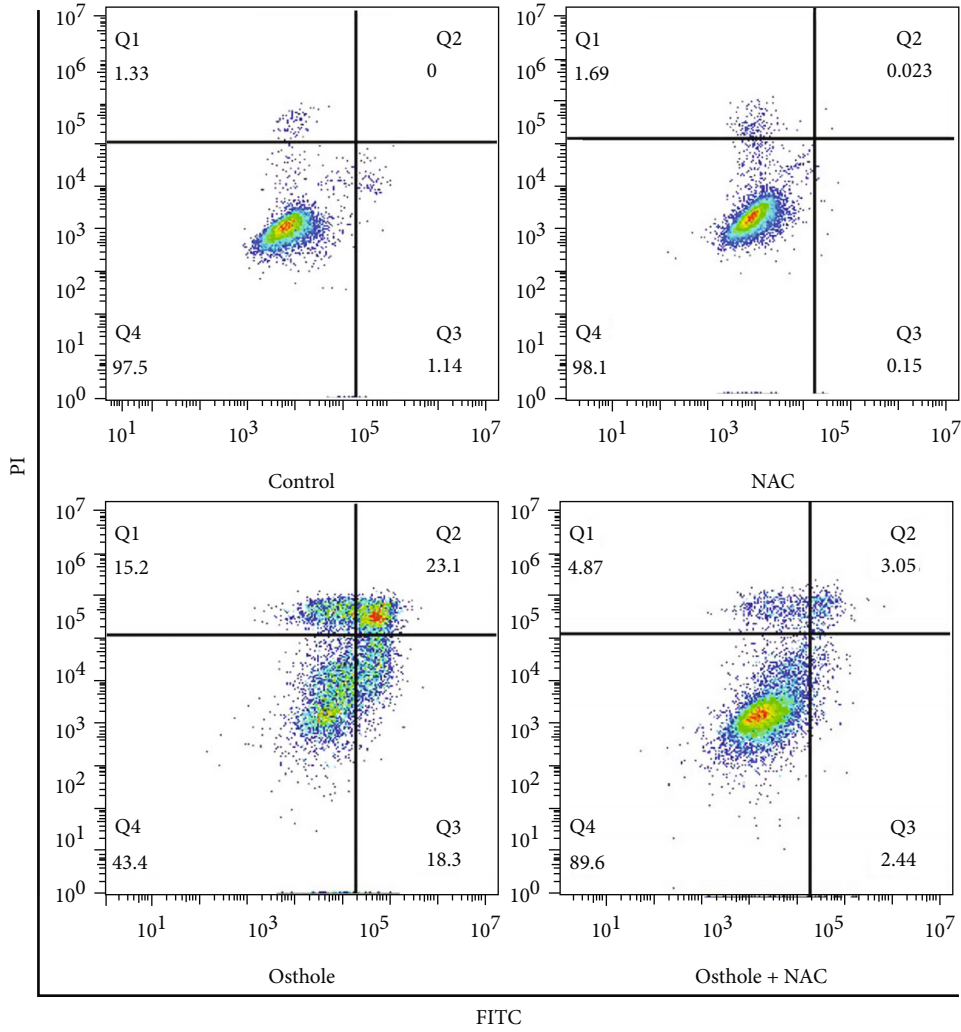 PI
10^7
10^6
10^5
10^4
10^3
10^2
10^1
10^0
Q1
1.33
Q2
0
Q4
97.5
Q3
1.14
10^1 10^3 10^5 10^7
Control
10^7
10^6
10^5
10^4
10^3
10^2
10^1
10^0
Q1
1.69
Q2
0.023
Q4
98.1
Q3
0.15
10^1 10^3 10^5 10^7
NAC
10^7
10^6
10^5
10^4
10^3
10^2
10^1
10^0
Q1
15.2
Q2
23.1
Q4
43.4
Q3
18.3
10^1 10^3 10^5 10^7
Osthole
10^7
10^6
10^5
10^4
10^3
10^2
10^1
10^0
Q1
4.87
Q2
3.05
Q4
89.6
Q3
2.44
10^1 10^3 10^5 10^7
Osthole + NAC
FITC